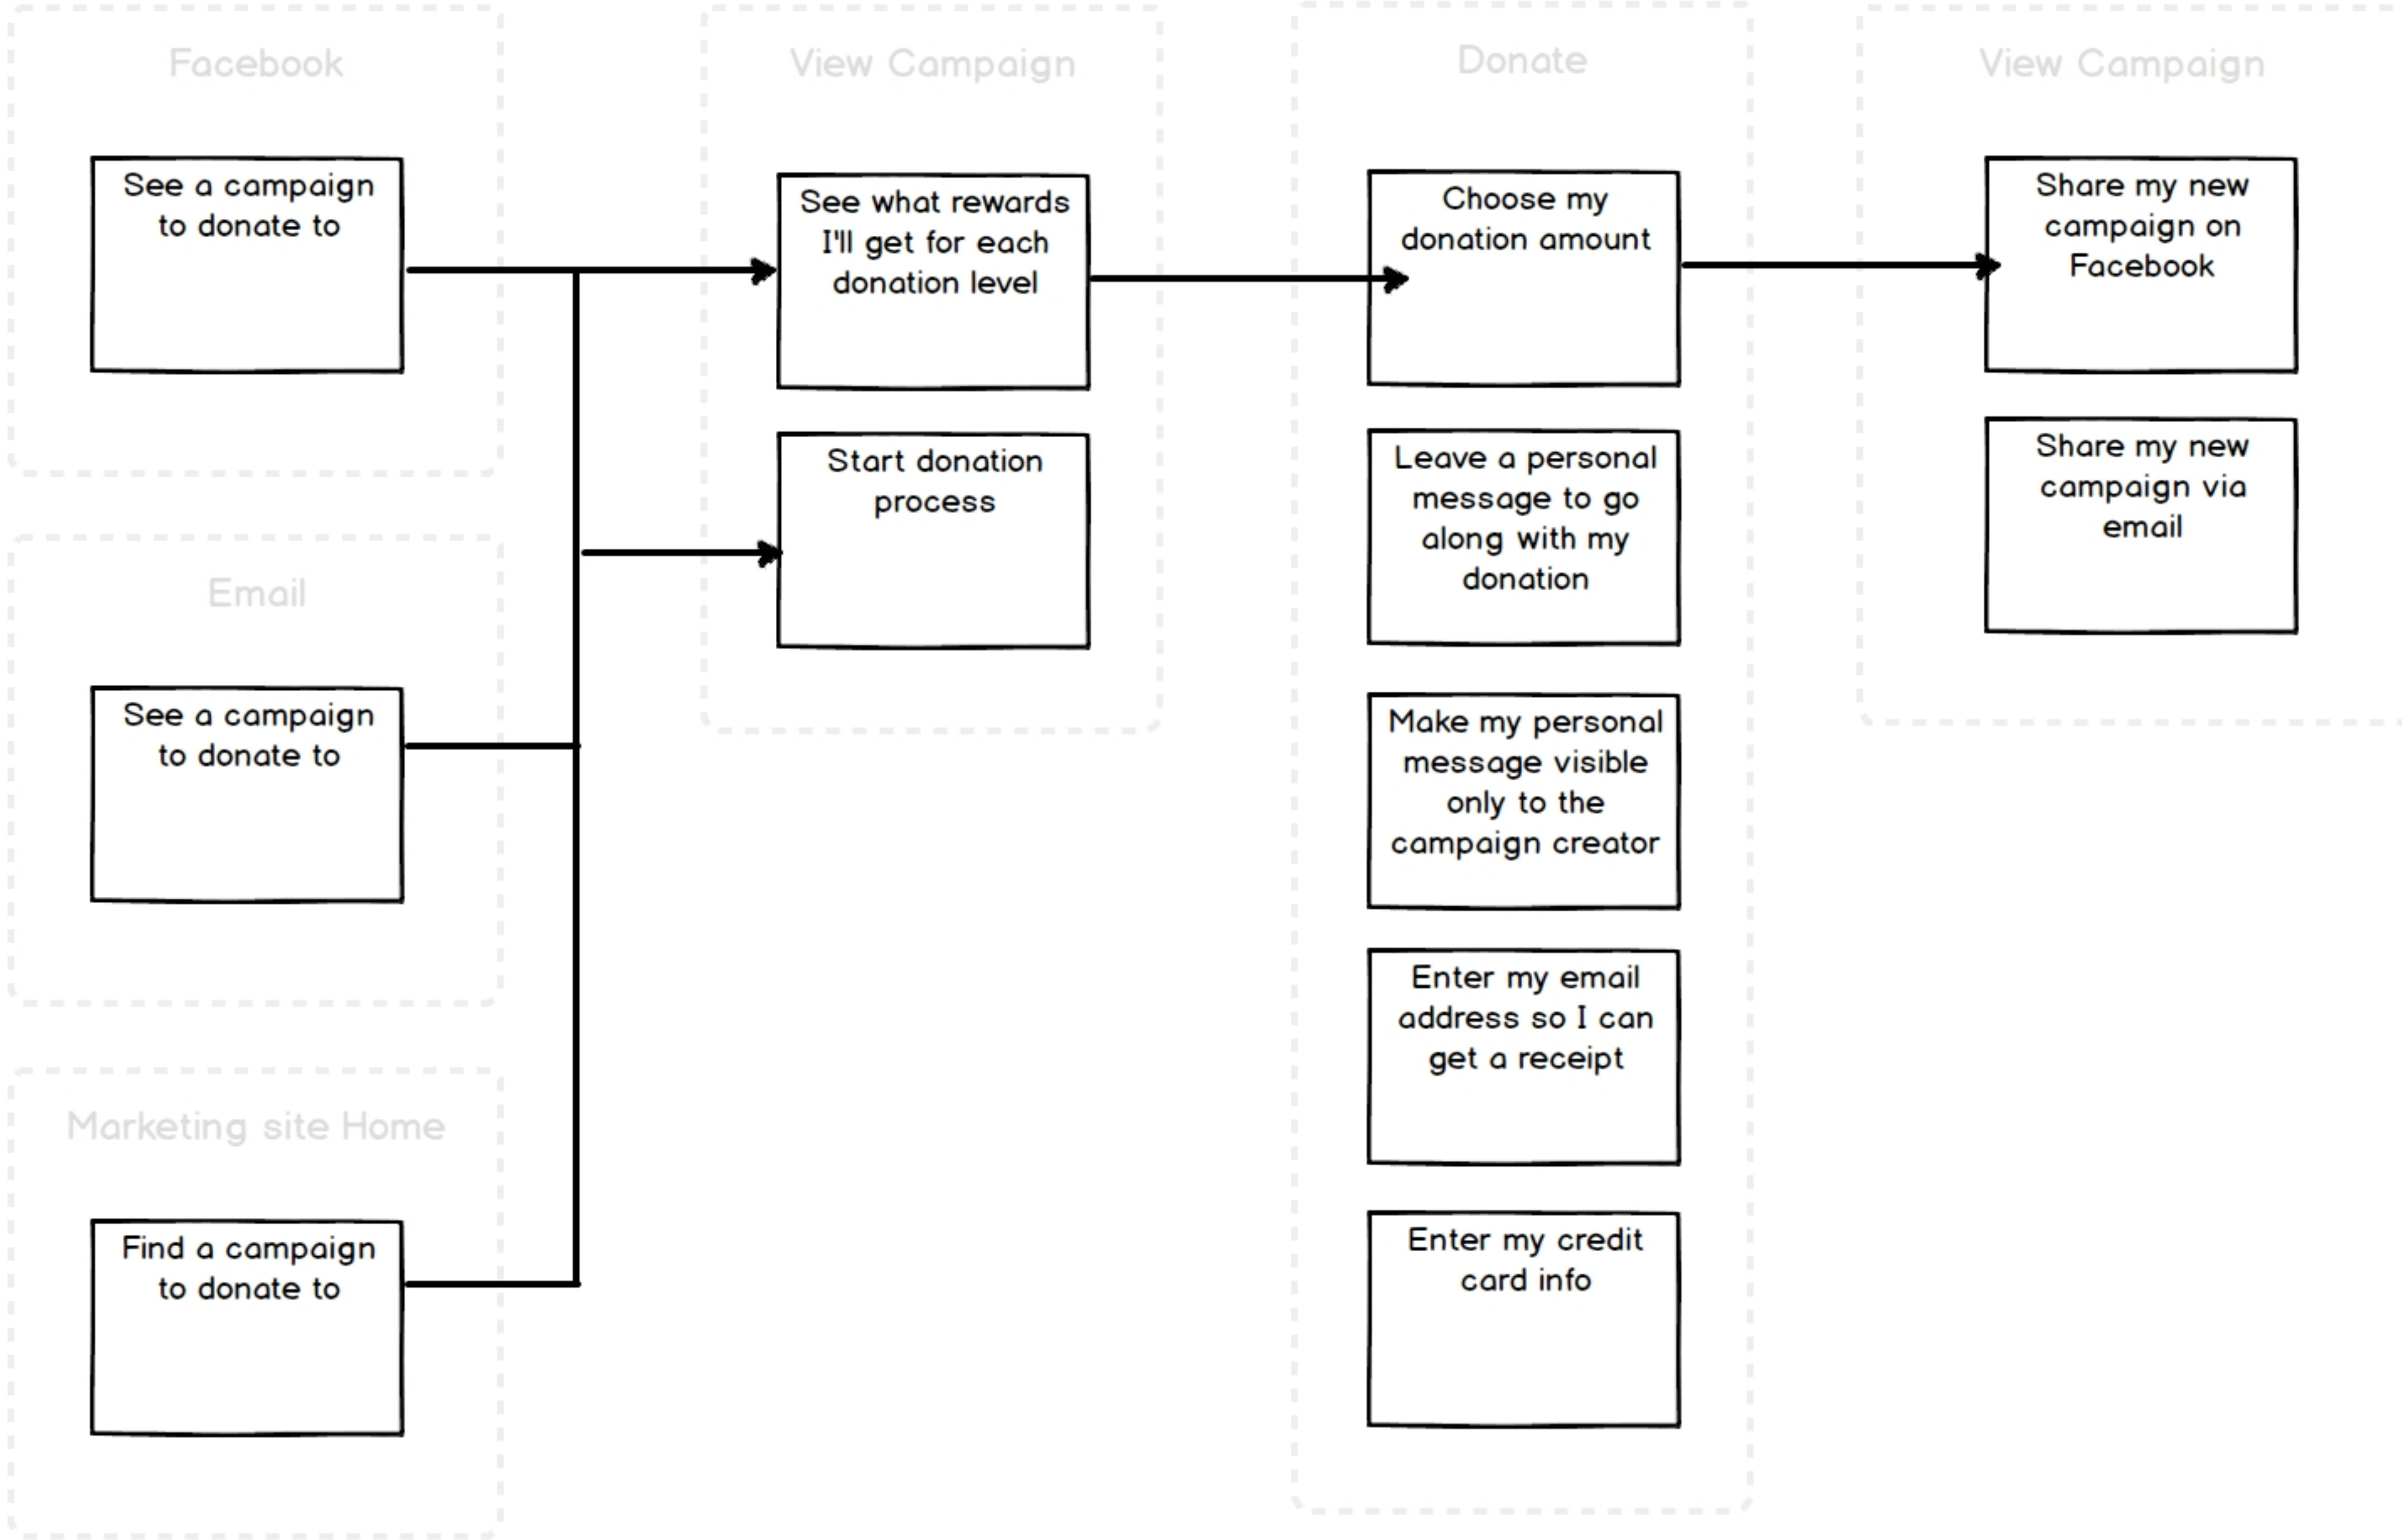 Facebook
See a campaign
to donate to
Email
See a campaign
to donate to
Marketing site Home
Find a campaign
to donate to
View Campaign
See what rewards
I'll get for each
donation level
Start donation
process
Donate
Choose my
donation amount
Leave a personal
message to go
along with my
donation
Make my personal
message visible
only to the
campaign creator
Enter my email
address so I can
get a receipt
Enter my credit
card info
View Campaign
Share my new
campaign on
Facebook
Share my new
campaign via
email